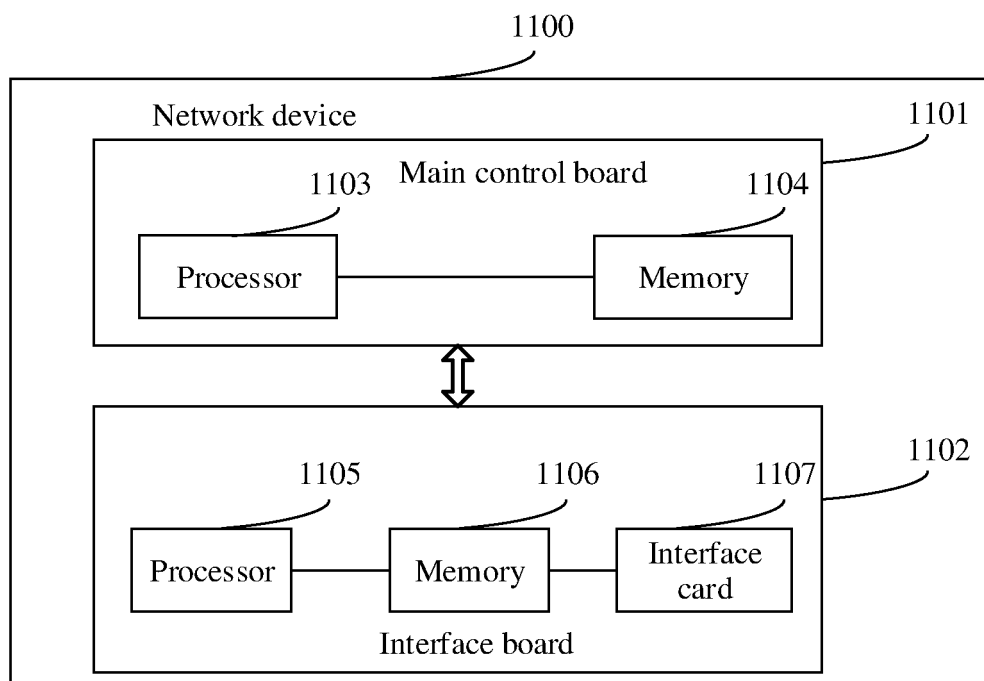 1100
Network device
1101
Main control board
1103
1104
Processor
Memory
1102
1105
1106
1107
Processor
Memory
Interface
card
Interface board